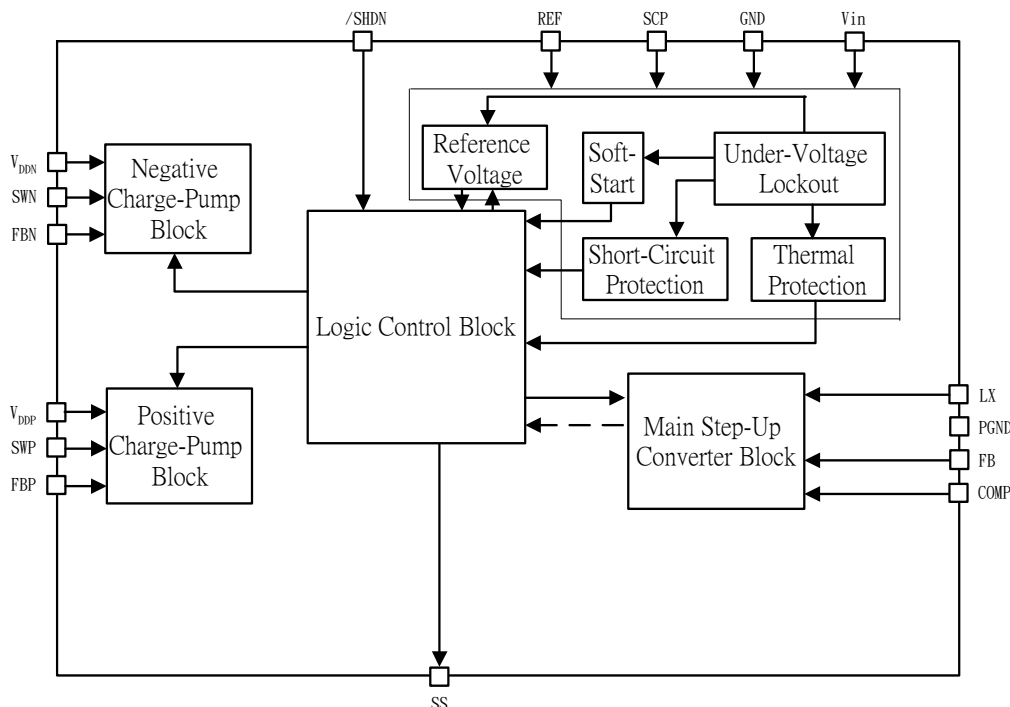 /SHDN REF SCP GND Vin
Reference
Voltage
Soft-
Start
Under-Voltage
Lockout
VDDN
SWN
FBN
Negative
Charge-Pump
Block
Short-Circuit
Protection
Thermal
Protection
Logic Control Block
VDDP
SWP
FBP
Positive
Charge-Pump
Block
Main Step-Up
Converter Block
LX
PGND
FB
COMP
SS